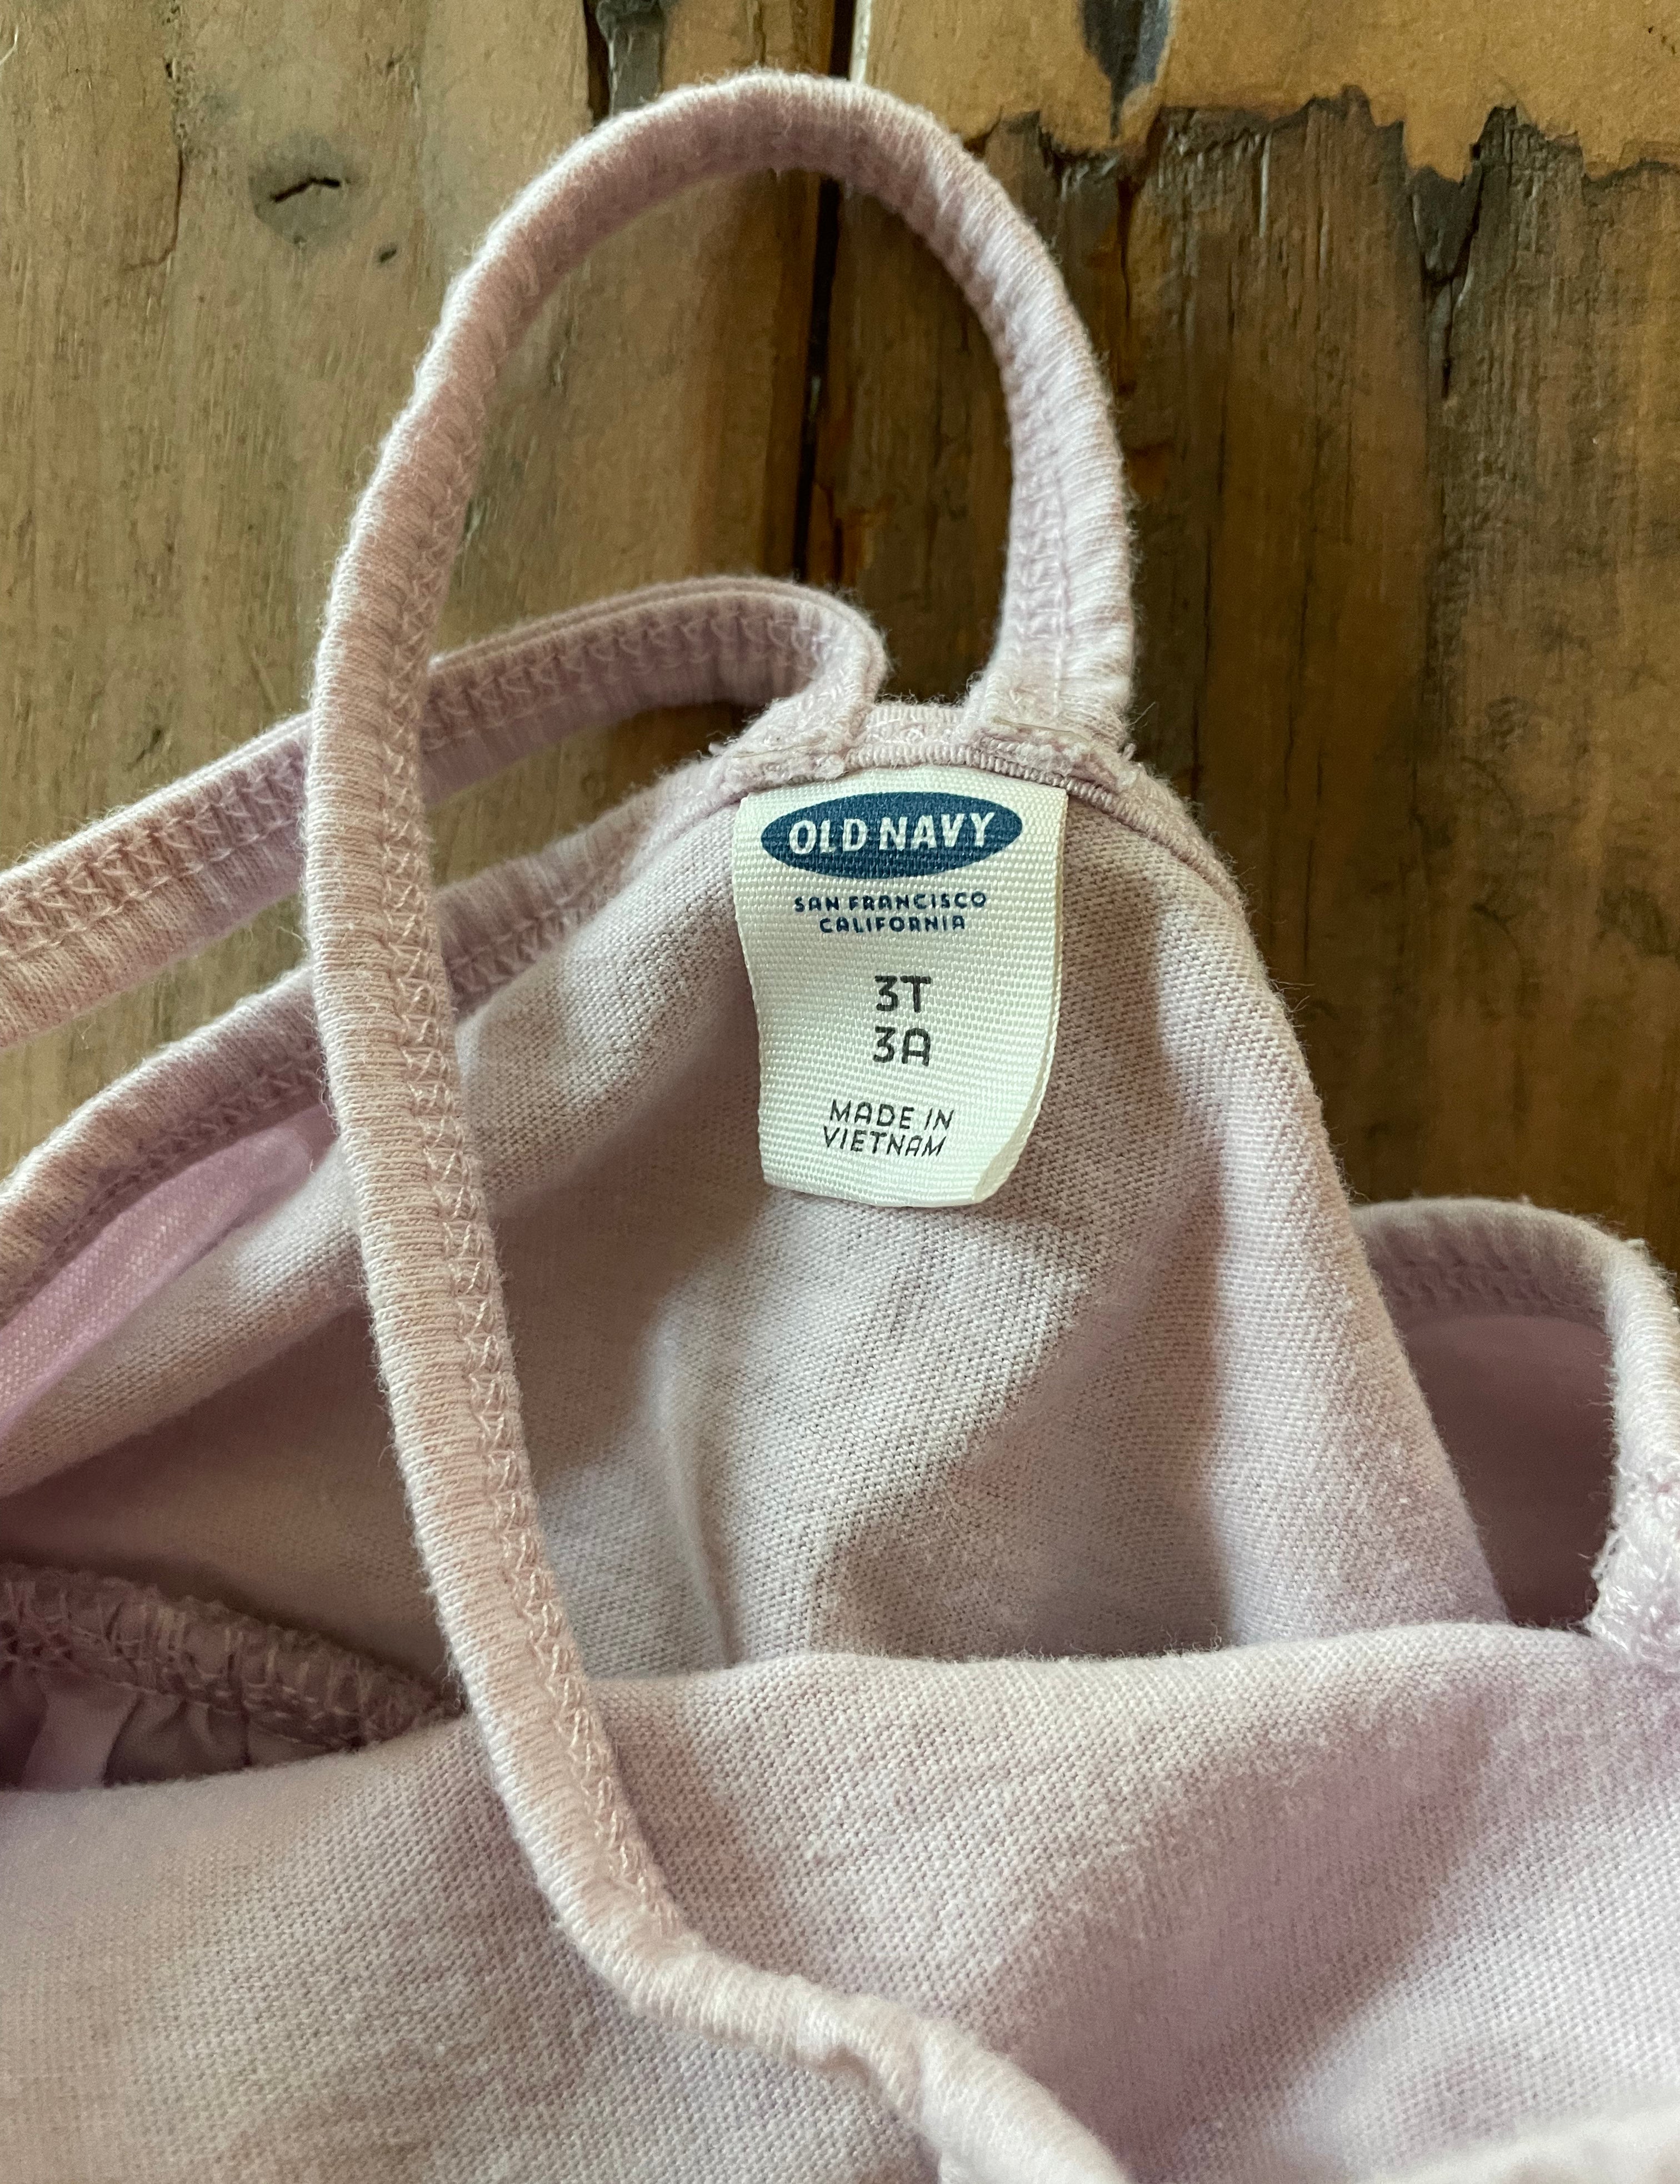 OLD NAVY
SAN FRANCISCO
CALIFORNIA
3T
3A
MADE IN
VIETNAM